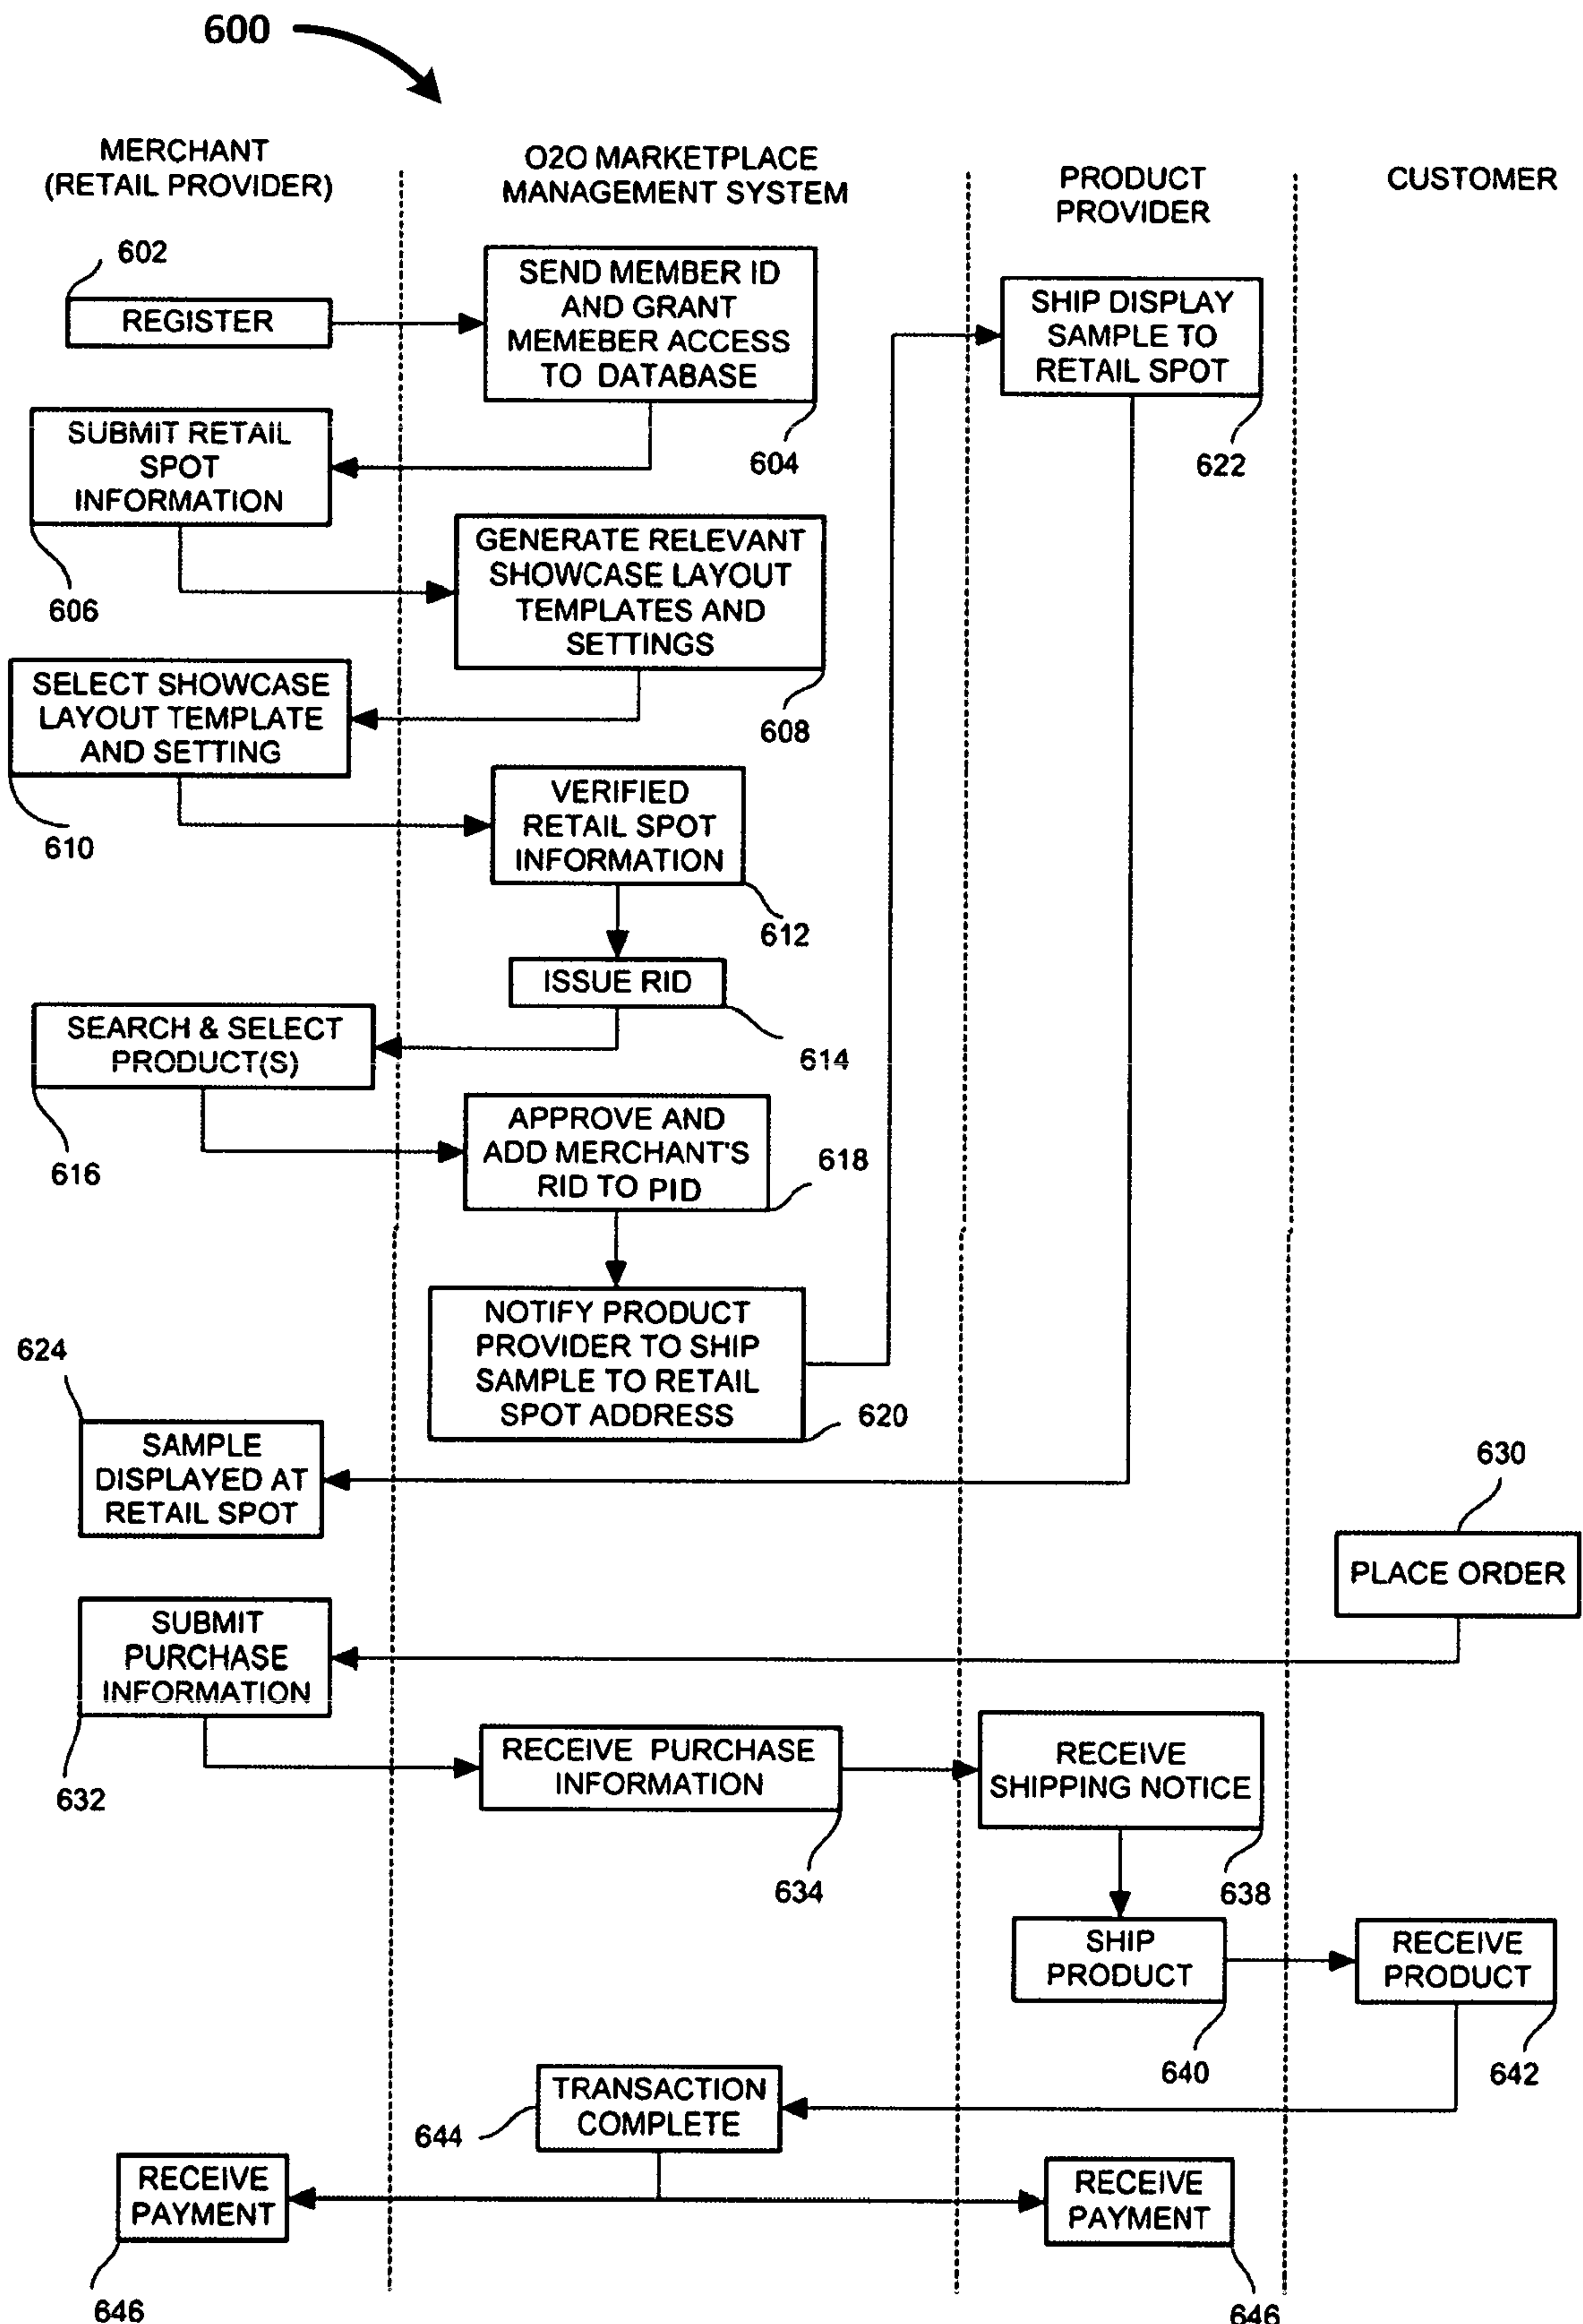 600
MERCHANT
(RETAIL PROVIDER)
O2O MARKETPLACE
MANAGEMENT SYSTEM
PRODUCT
PROVIDER
CUSTOMER
602
REGISTER
SEND MEMBER ID
AND GRANT
MEMEBER ACCESS
TO DATABASE
604
SHIP DISPLAY
SAMPLE TO
RETAIL SPOT
622
SUBMIT RETAIL
SPOT
INFORMATION
606
GENERATE RELEVANT
SHOWCASE LAYOUT
TEMPLATES AND
SETTINGS
608
SELECT SHOWCASE
LAYOUT TEMPLATE
AND SETTING
610
VERIFIED
RETAIL SPOT
INFORMATION
612
ISSUE RID
614
SEARCH & SELECT
PRODUCT(S)
616
APPROVE AND
ADD MERCHANT'S
RID TO PID
618
NOTIFY PRODUCT
PROVIDER TO SHIP
SAMPLE TO RETAIL
SPOT ADDRESS
620
624
SAMPLE
DISPLAYED AT
RETAIL SPOT
630
PLACE ORDER
SUBMIT
PURCHASE
INFORMATION
632
RECEIVE PURCHASE
INFORMATION
634
RECEIVE
SHIPPING NOTICE
638
SHIP
PRODUCT
640
RECEIVE
PRODUCT
642
TRANSACTION
COMPLETE
644
RECEIVE
PAYMENT
646
RECEIVE
PAYMENT
646